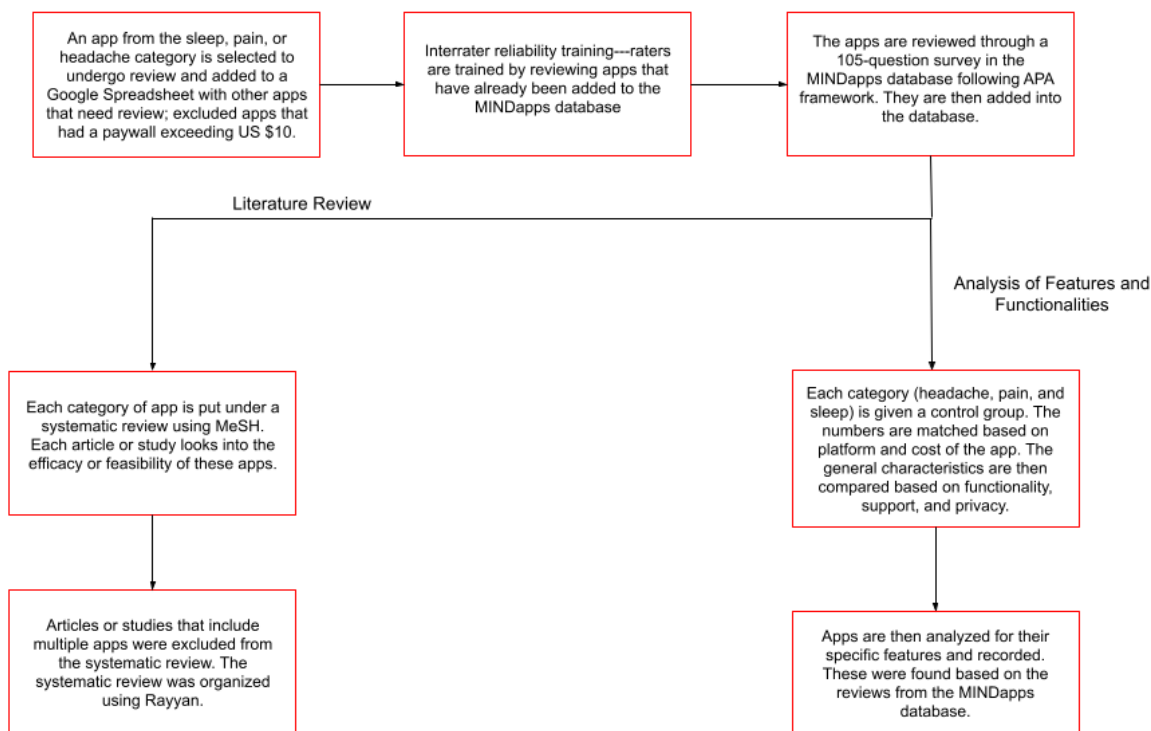 An app from the sleep, pain, or
headache category is selected to
undergo review and added to a
Google Spreadsheet with other apps
that need review; excluded apps that
had a paywall exceeding US $10.
Interrater reliability training---raters
are trained by reviewing apps that
have already been added to the
MINDapps database
The apps are reviewed through a
105-question survey in the
MINDapps database following APA
framework. They are then added into
the database.
Literature Review
Analysis of Features and
Functionalities
Each category of app is put under a
systematic review using MeSH.
Each article or study looks into the
efficacy or feasibility of these apps.
Each category (headache, pain, and
sleep) is given a control group. The
numbers are matched based on
platform and cost of the app. The
general characteristics are then
compared based on functionality,
support, and privacy.
Articles or studies that include
multiple apps were excluded from
the systematic review. The
systematic review was organized
using Rayyan.
Apps are then analyzed for their
specific features and recorded.
These were found based on the
reviews from the MINDapps
database.